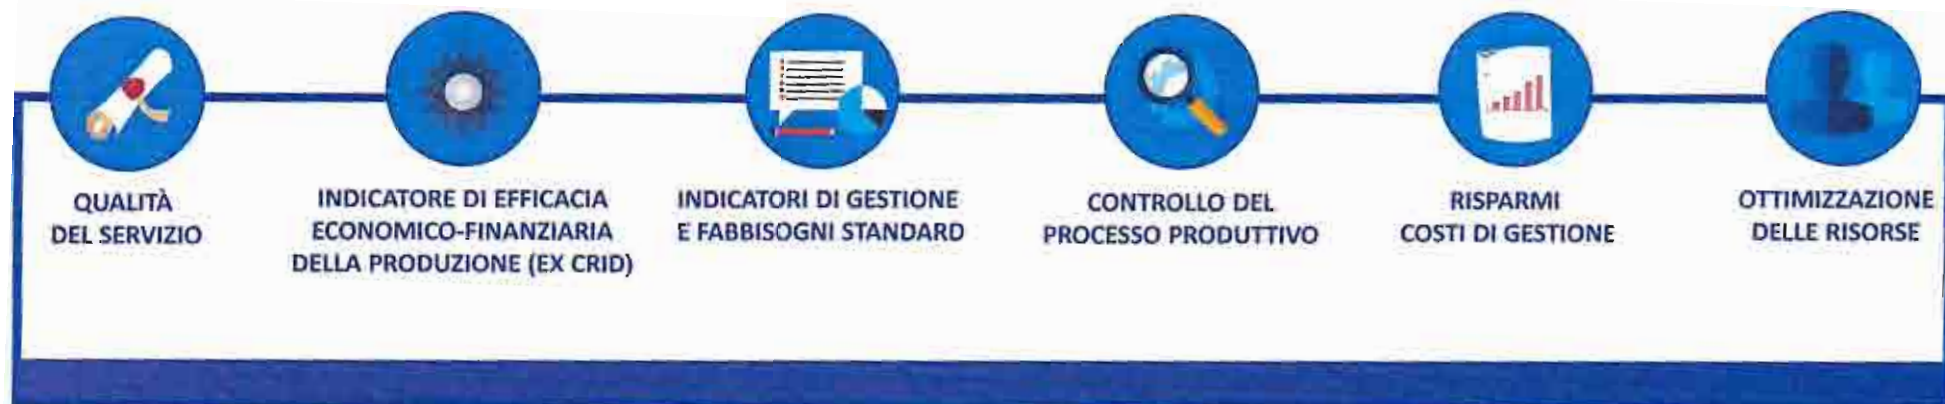 QUALITÀ
DEL SERVIZIO
INDICATORE DI EFFICACIA
ECONOMICO-FINANZIARIA
DELLA PRODUZIONE (EX CRID)
INDICATORI DI GESTIONE
E FABBISOGNI STANDARD
CONTROLLO DEL
PROCESSO PRODUTTIVO
RISPARMI
COSTI DI GESTIONE
OTTIMIZZAZIONE
DELLE RISORSE